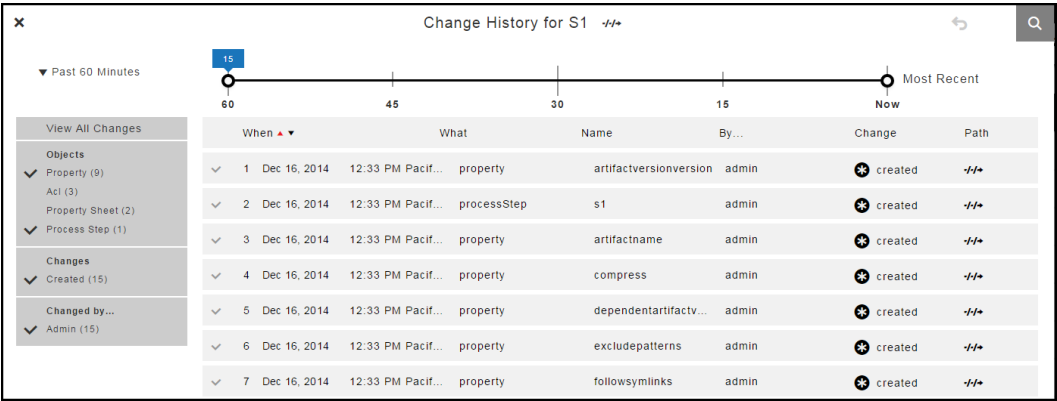 Change History for S1
Past 60 Minutes
15
Most Recent
60 45 30 15 Now
View All Changes
Objects
Property (9)
Acl (3)
Property Sheet (2)
Process Step (1)
Changes
Created (15)
Changed by...
Admin (15)
When What Name By... Change Path
1 Dec 16, 2014 12:33 PM Pacif... property artifactversionversion admin created
2 Dec 16, 2014 12:33 PM Pacif... processStep s1 admin created
3 Dec 16, 2014 12:33 PM Pacif... property artifactname admin created
4 Dec 16, 2014 12:33 PM Pacif... property compress admin created
5 Dec 16, 2014 12:33 PM Pacif... property dependentartifactv... admin created
6 Dec 16, 2014 12:33 PM Pacif... property excludepatterns admin created
7 Dec 16, 2014 12:33 PM Pacif... property followsymlinks admin created